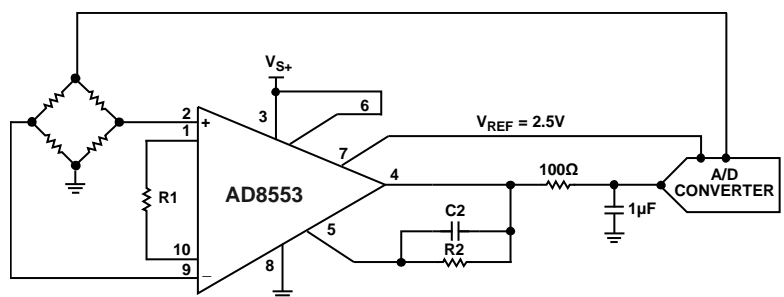 V_S+
3
6
2
+
1
7
V_REF = 2.5V
4
100Ω
A/D
CONVERTER
R1
AD8553
1µF
C2
5
R2
10
9
–
8